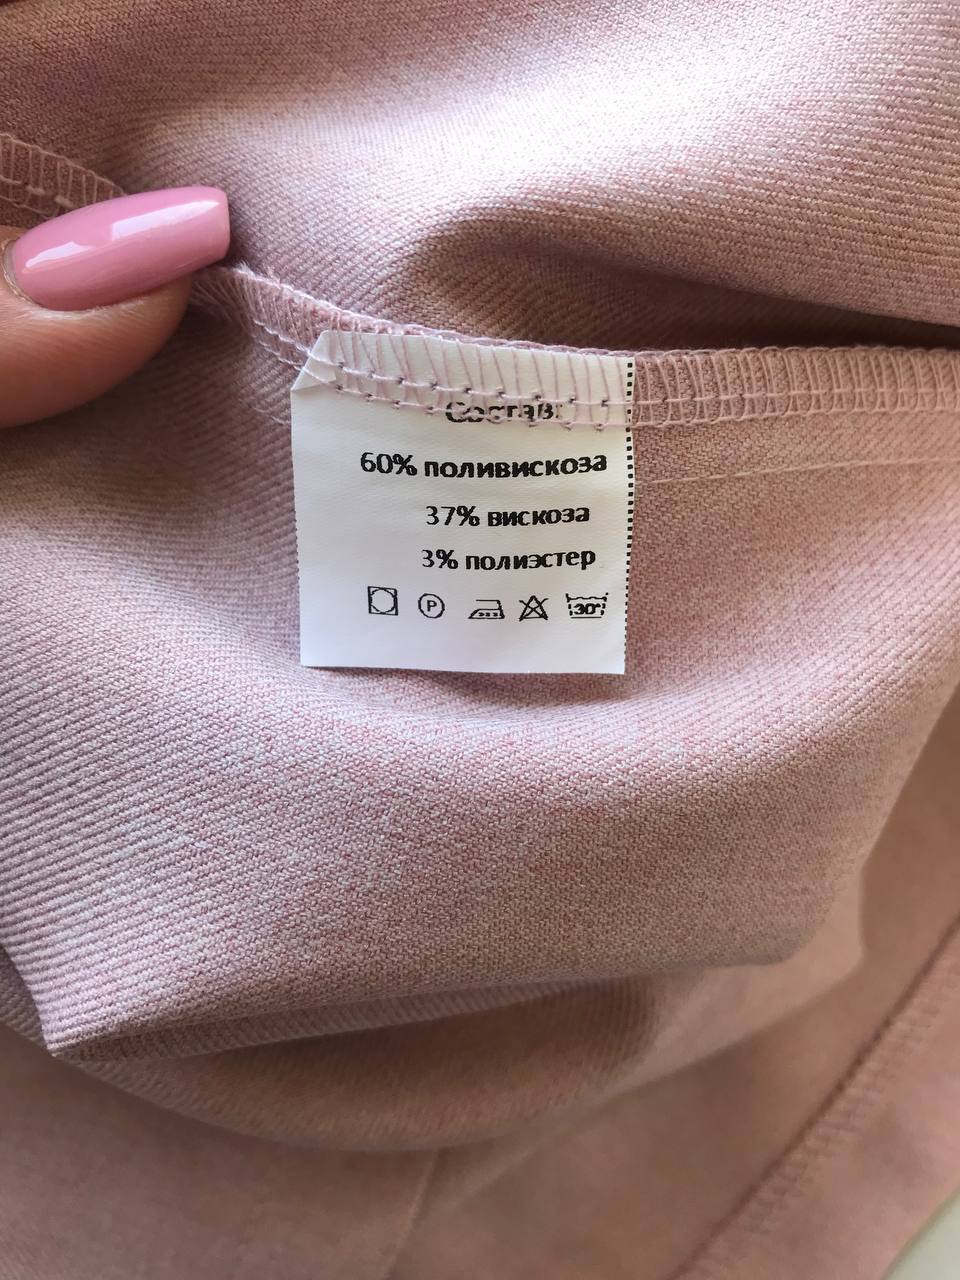 Состав:
60% поливискоза
37% вискоза
3% полиэстер
P 30°